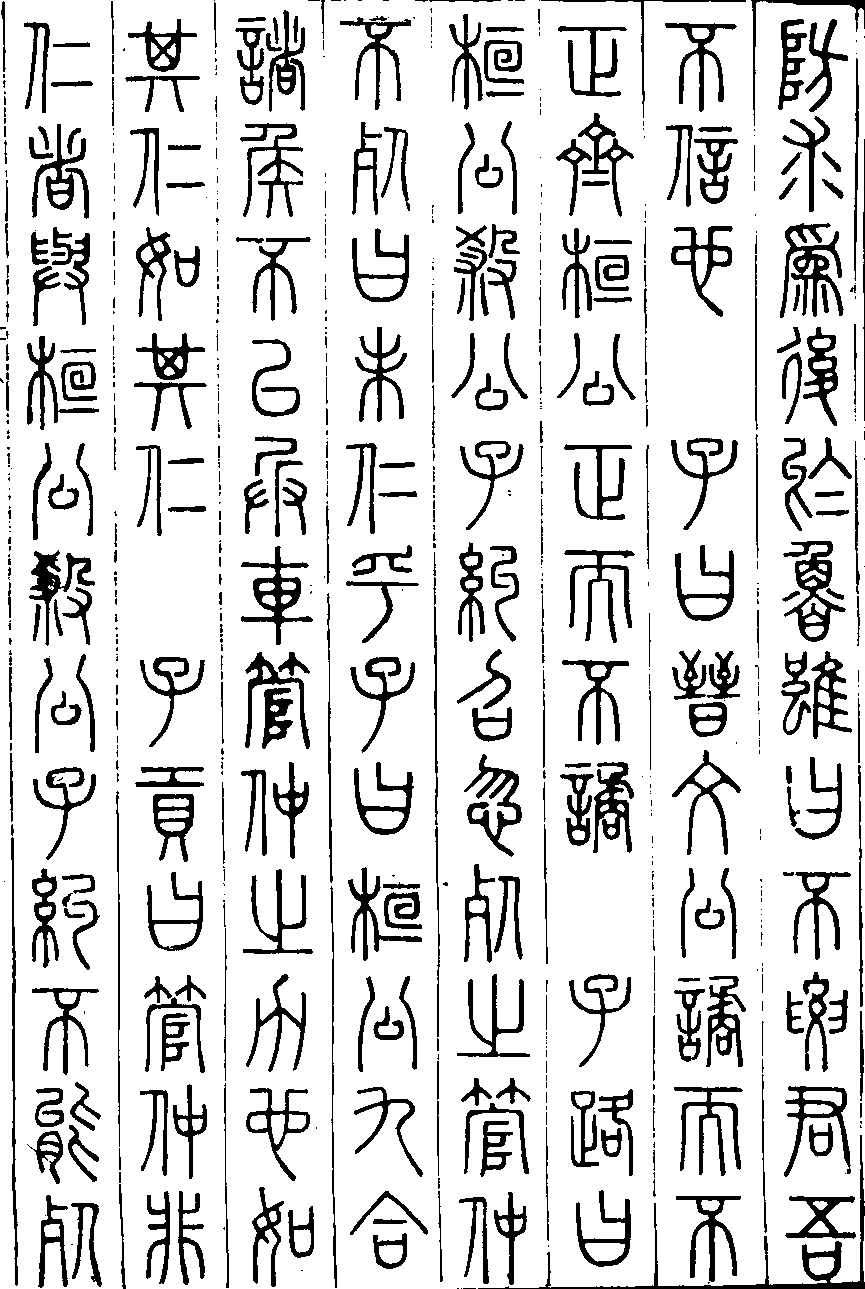 防求為後於魯雖曰不要君吾
不信也　子曰晉文公譎而不
正齊桓公正而不譎　子路曰
桓公殺公子糾召忽死之管仲
不死曰未仁乎子曰桓公九合
諸侯不以兵車管仲之力也如
其仁如其仁　子貢曰管仲非
仁者與桓公殺公子糾不能死